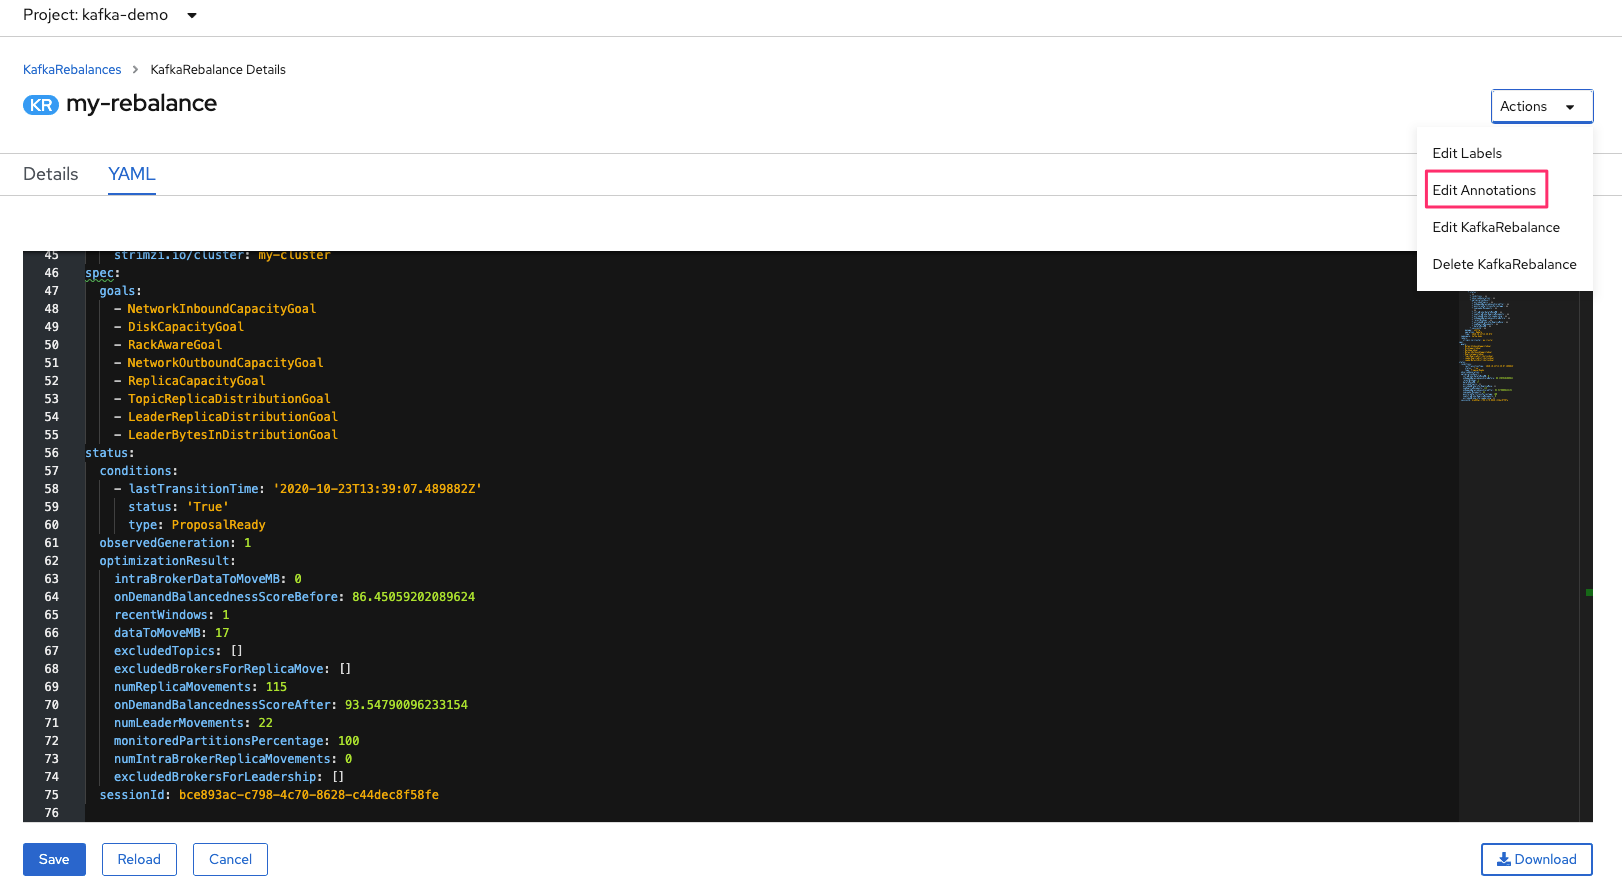 Project: kafka-demo
KafkaRebalances > KafkaRebalance Details
KR my-rebalance
Actions
Edit Labels
Edit Annotations
Edit KafkaRebalance
Delete KafkaRebalance
Details YAML
45 strimzi.io/cluster: my-cluster
46 spec:
47 goals:
48 - NetworkInboundCapacityGoal
49 - DiskCapacityGoal
50 - RackAwareGoal
51 - NetworkOutboundCapacityGoal
52 - ReplicaCapacityGoal
53 - TopicReplicaDistributionGoal
54 - LeaderReplicaDistributionGoal
55 - LeaderBytesInDistributionGoal
56 status:
57 conditions:
58 - lastTransitionTime: '2020-10-23T13:39:07.489882Z'
59 status: 'True'
60 type: ProposalReady
61 observedGeneration: 1
62 optimizationResult:
63 intraBrokerDataToMoveMB: 0
64 onDemandBalancednessScoreBefore: 86.45059202089624
65 recentWindows: 1
66 dataToMoveMB: 17
67 excludedTopics: []
68 excludedBrokersForReplicaMove: []
69 numReplicaMovements: 115
70 onDemandBalancednessScoreAfter: 93.54790096233154
71 numLeaderMovements: 22
72 monitoredPartitionsPercentage: 100
73 numIntraBrokerReplicaMovements: 0
74 excludedBrokersForLeadership: []
75 sessionId: bce893ac-c798-4c70-8628-c44dec8f58fe
76
Save Reload Cancel Download